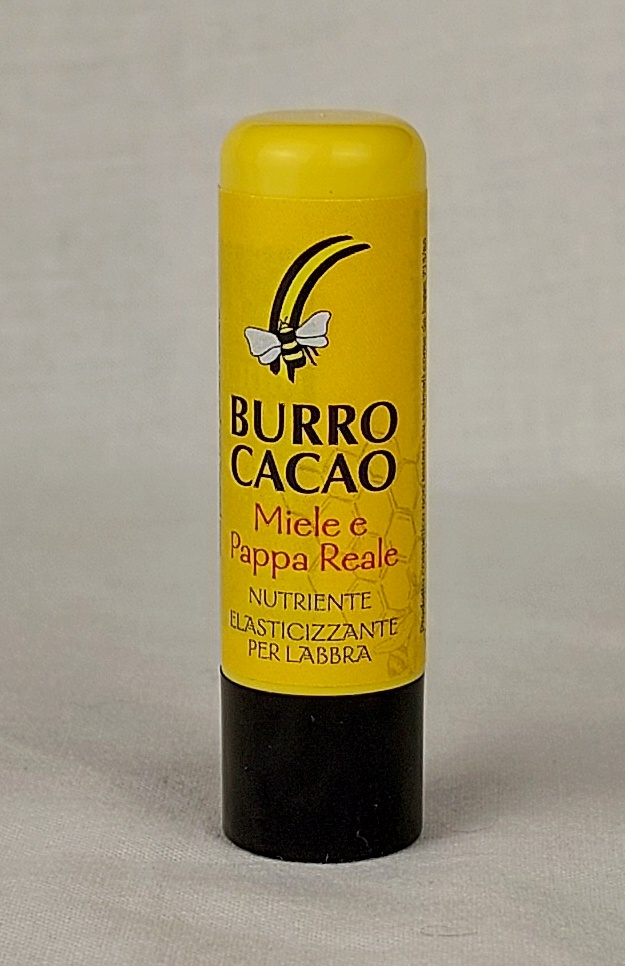 BURRO
CACAO
Miele e
Pappa Reale
NUTRIENTE
ELASTICIZZANTE
PER LABBRA